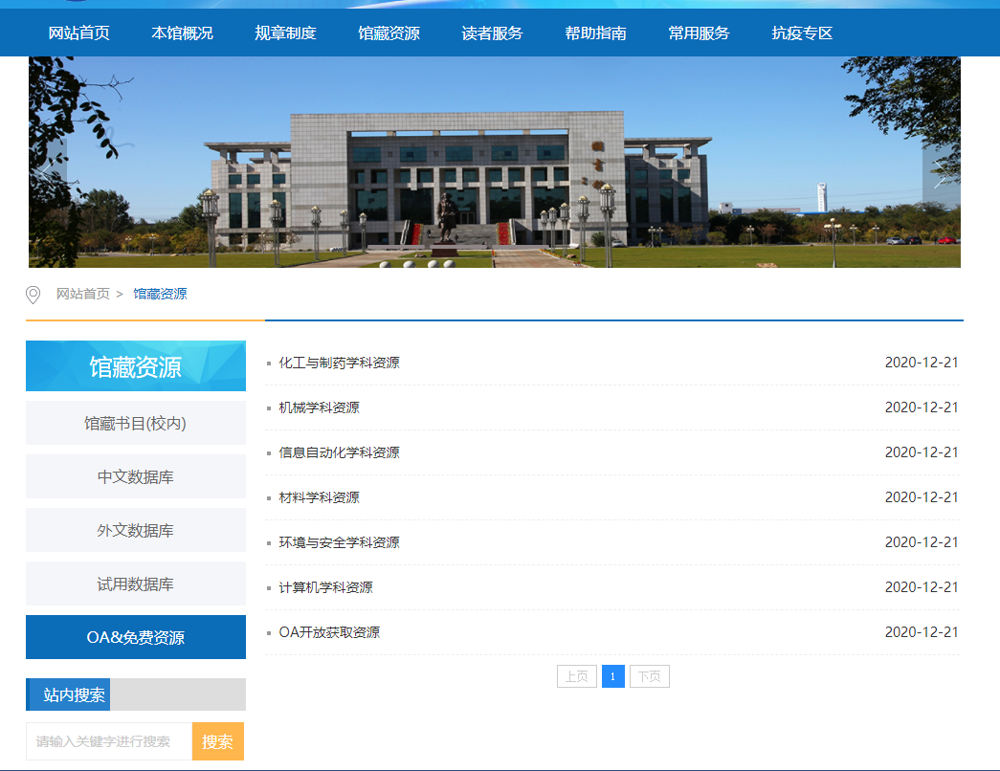 网站首页 本馆概况 规章制度 馆藏资源 读者服务 帮助指南 常用服务 抗疫专区
网站首页 > 馆藏资源
馆藏资源
馆藏书目(校内)
中文数据库
外文数据库
试用数据库
OA&免费资源
站内搜索
请输入关键字进行搜索 搜索
化工与制药学科资源 2020-12-21
机械学科资源 2020-12-21
信息自动化学科资源 2020-12-21
材料学科资源 2020-12-21
环境与安全学科资源 2020-12-21
计算机学科资源 2020-12-21
OA开放获取资源 2020-12-21
上页 1 下页